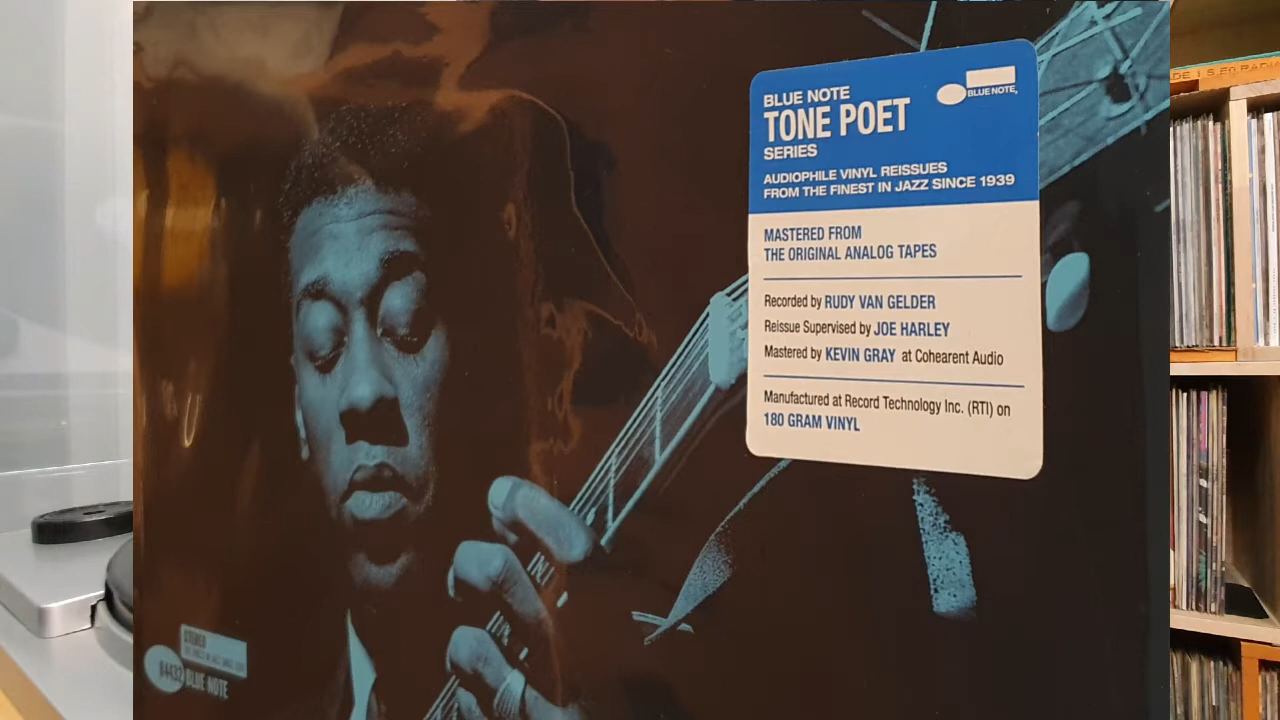 BLUE NOTE
TONE POET
SERIES
BLUE NOTE
AUDIOPHILE VINYL REISSUES
FROM THE FINEST IN JAZZ SINCE 1939
MASTERED FROM
THE ORIGINAL ANALOG TAPES
Recorded by RUDY VAN GELDER
Reissue Supervised by JOE HARLEY
Mastered by KEVIN GRAY at Cohearent Audio
Manufactured at Record Technology Inc. (RTI) on
180 GRAM VINYL
STEREO
84432 BLUE NOTE